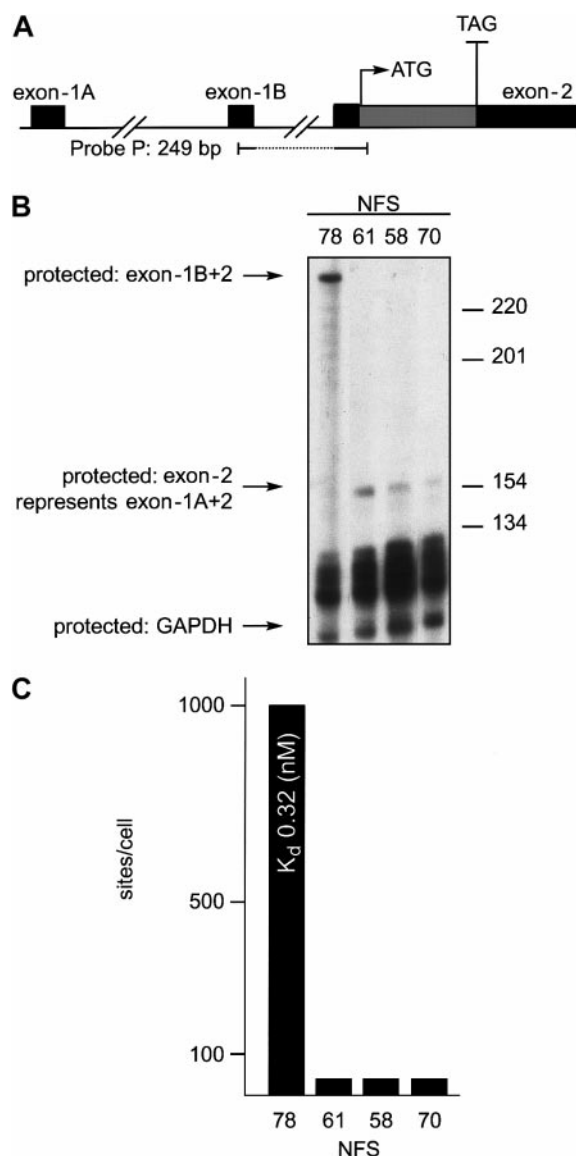 A
TAG
ATG
exon-1A exon-1B exon-2
Probe P: 249 bp
B
NFS
78 61 58 70
protected: exon-1B+2
220
201
protected: exon-2
represents exon-1A+2
154
134
protected: GAPDH
C
1000
500
100
sites/cell
Kd 0.32 (nM)
78 61 58 70
NFS